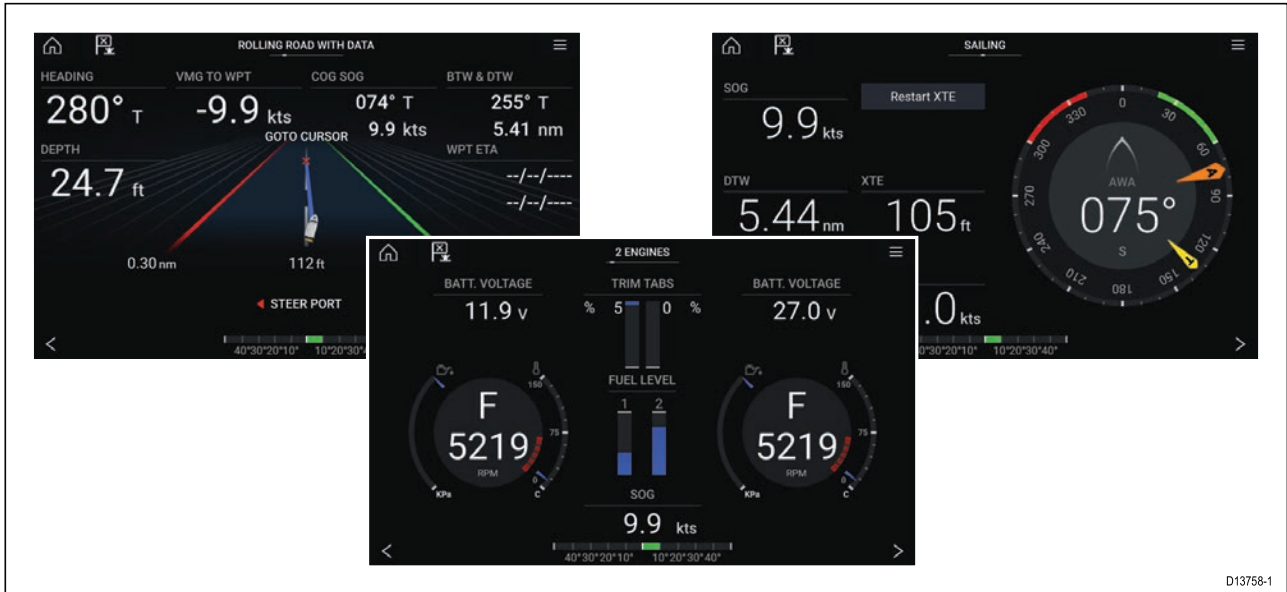 ROLLING ROAD WITH DATA
HEADING VMG TO WPT COG SOG BTW & DTW
280° T -9.9 kts 074° T 255° T
9.9 kts 5.41 nm
GOTO CURSOR
DEPTH WPT ETA
24.7 ft --/--/----
--/--/--
0.30 nm 112 ft
STEER PORT
40°30°20°10° 10°20°30°
SAILING
SOG Restart XTE
9.9 kts
DTW XTE
5.44 nm 105 ft
.0 kts
0°30°20°10° 10°20°30°40°
0 30 60 90 120 150 180 210 240 270 300 330
AWA
075°
S
A
T
2 ENGINES
BATT. VOLTAGE TRIM TABS BATT. VOLTAGE
11.9 v % 5 0 % 27.0 v
FUEL LEVEL
1 2
150
75
0
F
5219
RPM
KPa C
150
75
0
F
5219
RPM
KPa C
SOG
9.9 kts
40°30°20°10° 10°20°30°40°
D13758-1